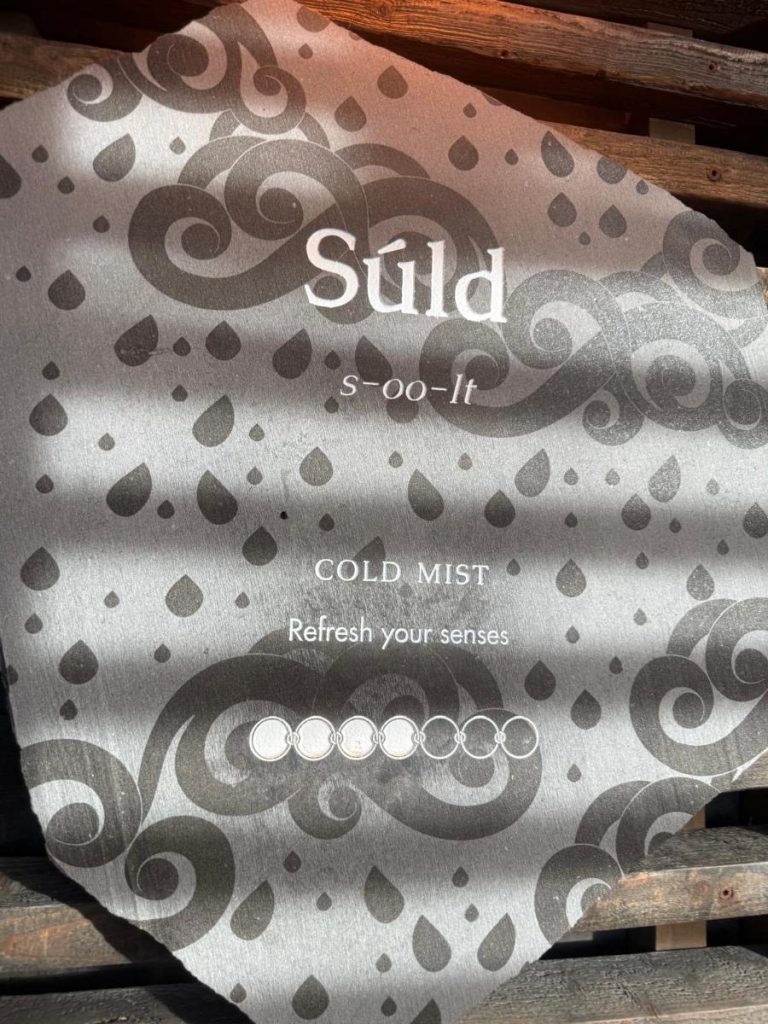 Súld
s-oo-lt
COLD MIST
Refresh your senses